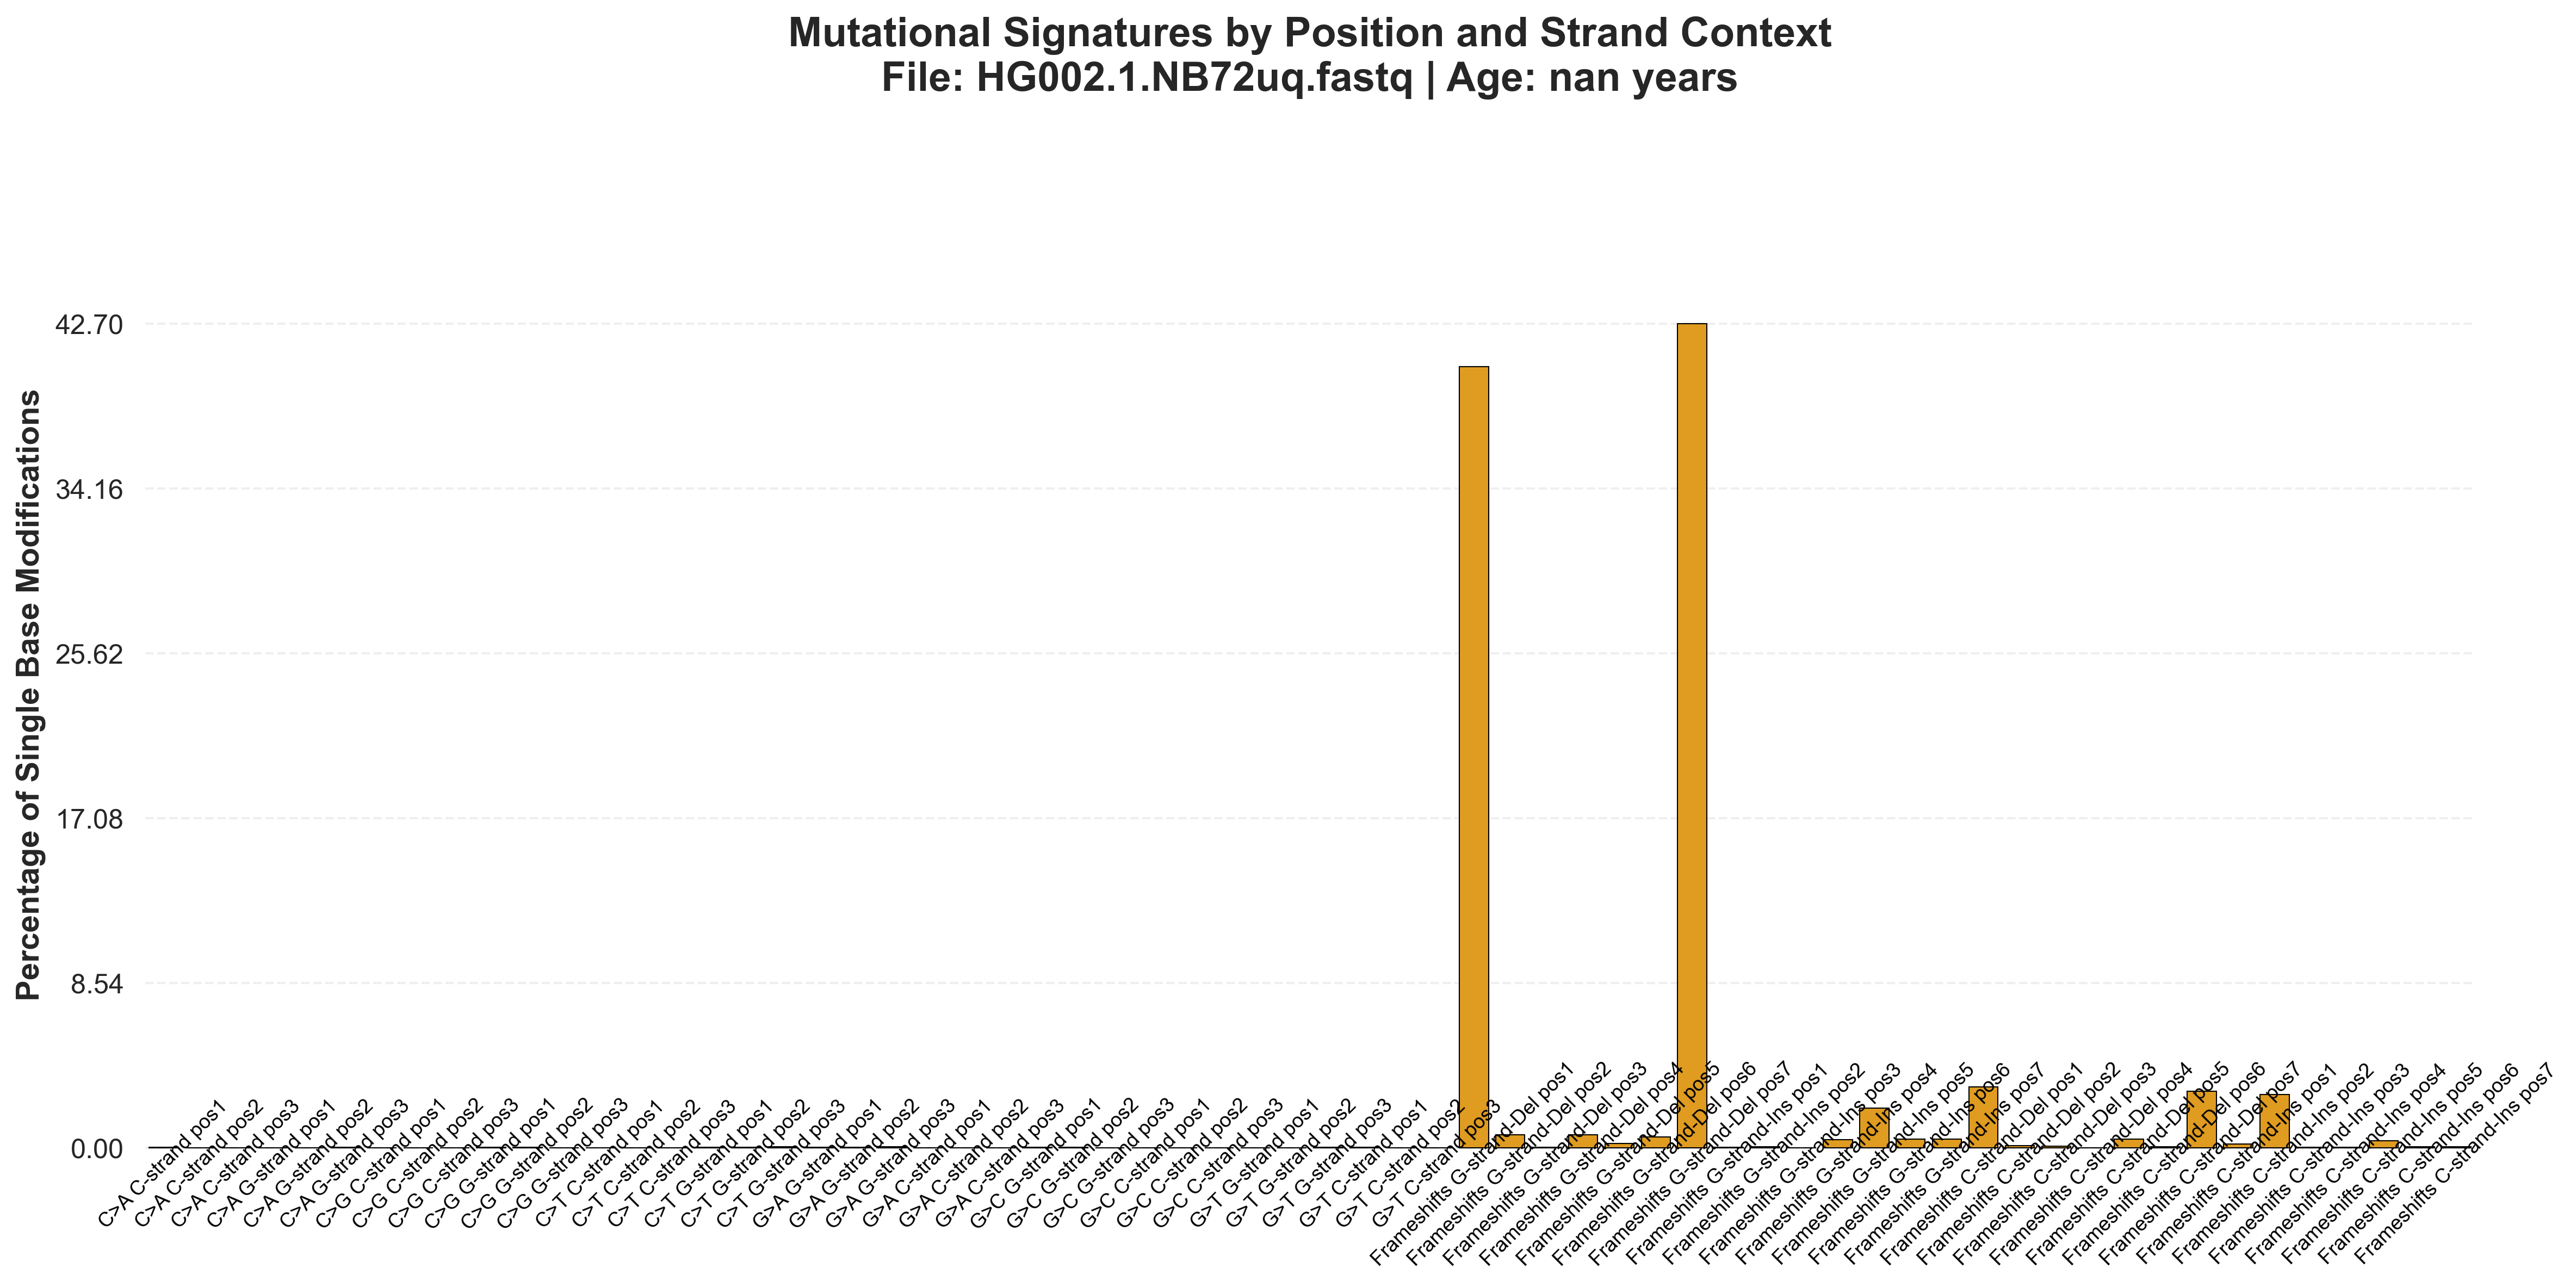 Mutational Signatures by Position and Strand Context
File: HG002.1.NB72uq.fastq | Age: nan years
Percentage of Single Base Modifications
42.70
34.16
25.62
17.08
8.54
0.00
C>A C-strand pos1
C>A C-strand pos2
C>A C-strand pos3
C>A G-strand pos1
C>A G-strand pos2
C>A G-strand pos3
C>G C-strand pos1
C>G C-strand pos2
C>G C-strand pos3
C>G G-strand pos1
C>G G-strand pos2
C>G G-strand pos3
C>T C-strand pos1
C>T C-strand pos2
C>T C-strand pos3
C>T G-strand pos1
C>T G-strand pos2
C>T G-strand pos3
G>A G-strand pos1
G>A G-strand pos2
G>A G-strand pos3
G>A C-strand pos1
G>A C-strand pos2
G>A C-strand pos3
G>C G-strand pos1
G>C G-strand pos2
G>C G-strand pos3
G>C C-strand pos1
G>C C-strand pos2
G>C C-strand pos3
G>T G-strand pos1
G>T G-strand pos2
G>T G-strand pos3
G>T C-strand pos1
G>T C-strand pos2
G>T C-strand pos3
Frameshifts G-strand-Del pos1
Frameshifts G-strand-Del pos2
Frameshifts G-strand-Del pos3
Frameshifts G-strand-Del pos4
Frameshifts G-strand-Del pos5
Frameshifts G-strand-Del pos6
Frameshifts G-strand-Del pos7
Frameshifts G-strand-Ins pos1
Frameshifts G-strand-Ins pos2
Frameshifts G-strand-Ins pos3
Frameshifts G-strand-Ins pos4
Frameshifts G-strand-Ins pos5
Frameshifts G-strand-Ins pos6
Frameshifts G-strand-Ins pos7
Frameshifts C-strand-Del pos1
Frameshifts C-strand-Del pos2
Frameshifts C-strand-Del pos3
Frameshifts C-strand-Del pos4
Frameshifts C-strand-Del pos5
Frameshifts C-strand-Del pos6
Frameshifts C-strand-Del pos7
Frameshifts C-strand-Ins pos1
Frameshifts C-strand-Ins pos2
Frameshifts C-strand-Ins pos3
Frameshifts C-strand-Ins pos4
Frameshifts C-strand-Ins pos5
Frameshifts C-strand-Ins pos6
Frameshifts C-strand-Ins pos7